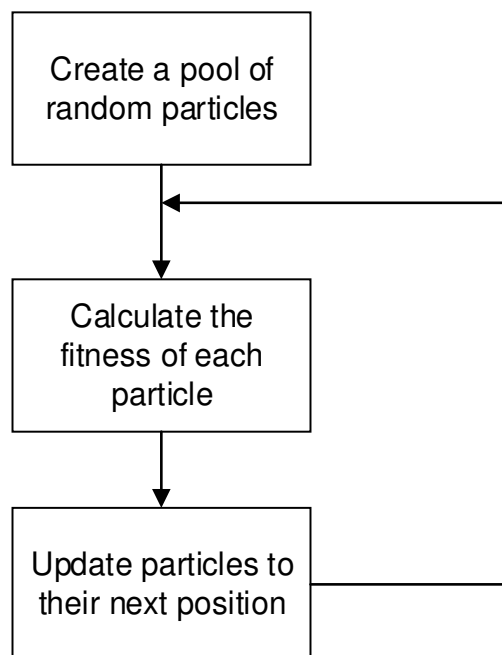 Create a pool of
random particles
Calculate the
fitness of each
particle
Update particles to
their next position